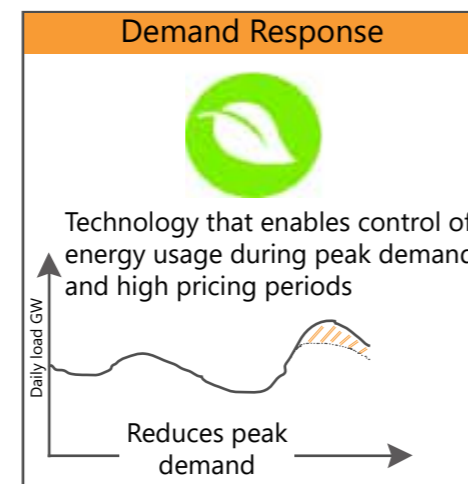 Demand Response
Technology that enables control of
energy usage during peak demand
and high pricing periods
Daily load GW
Reduces peak
demand